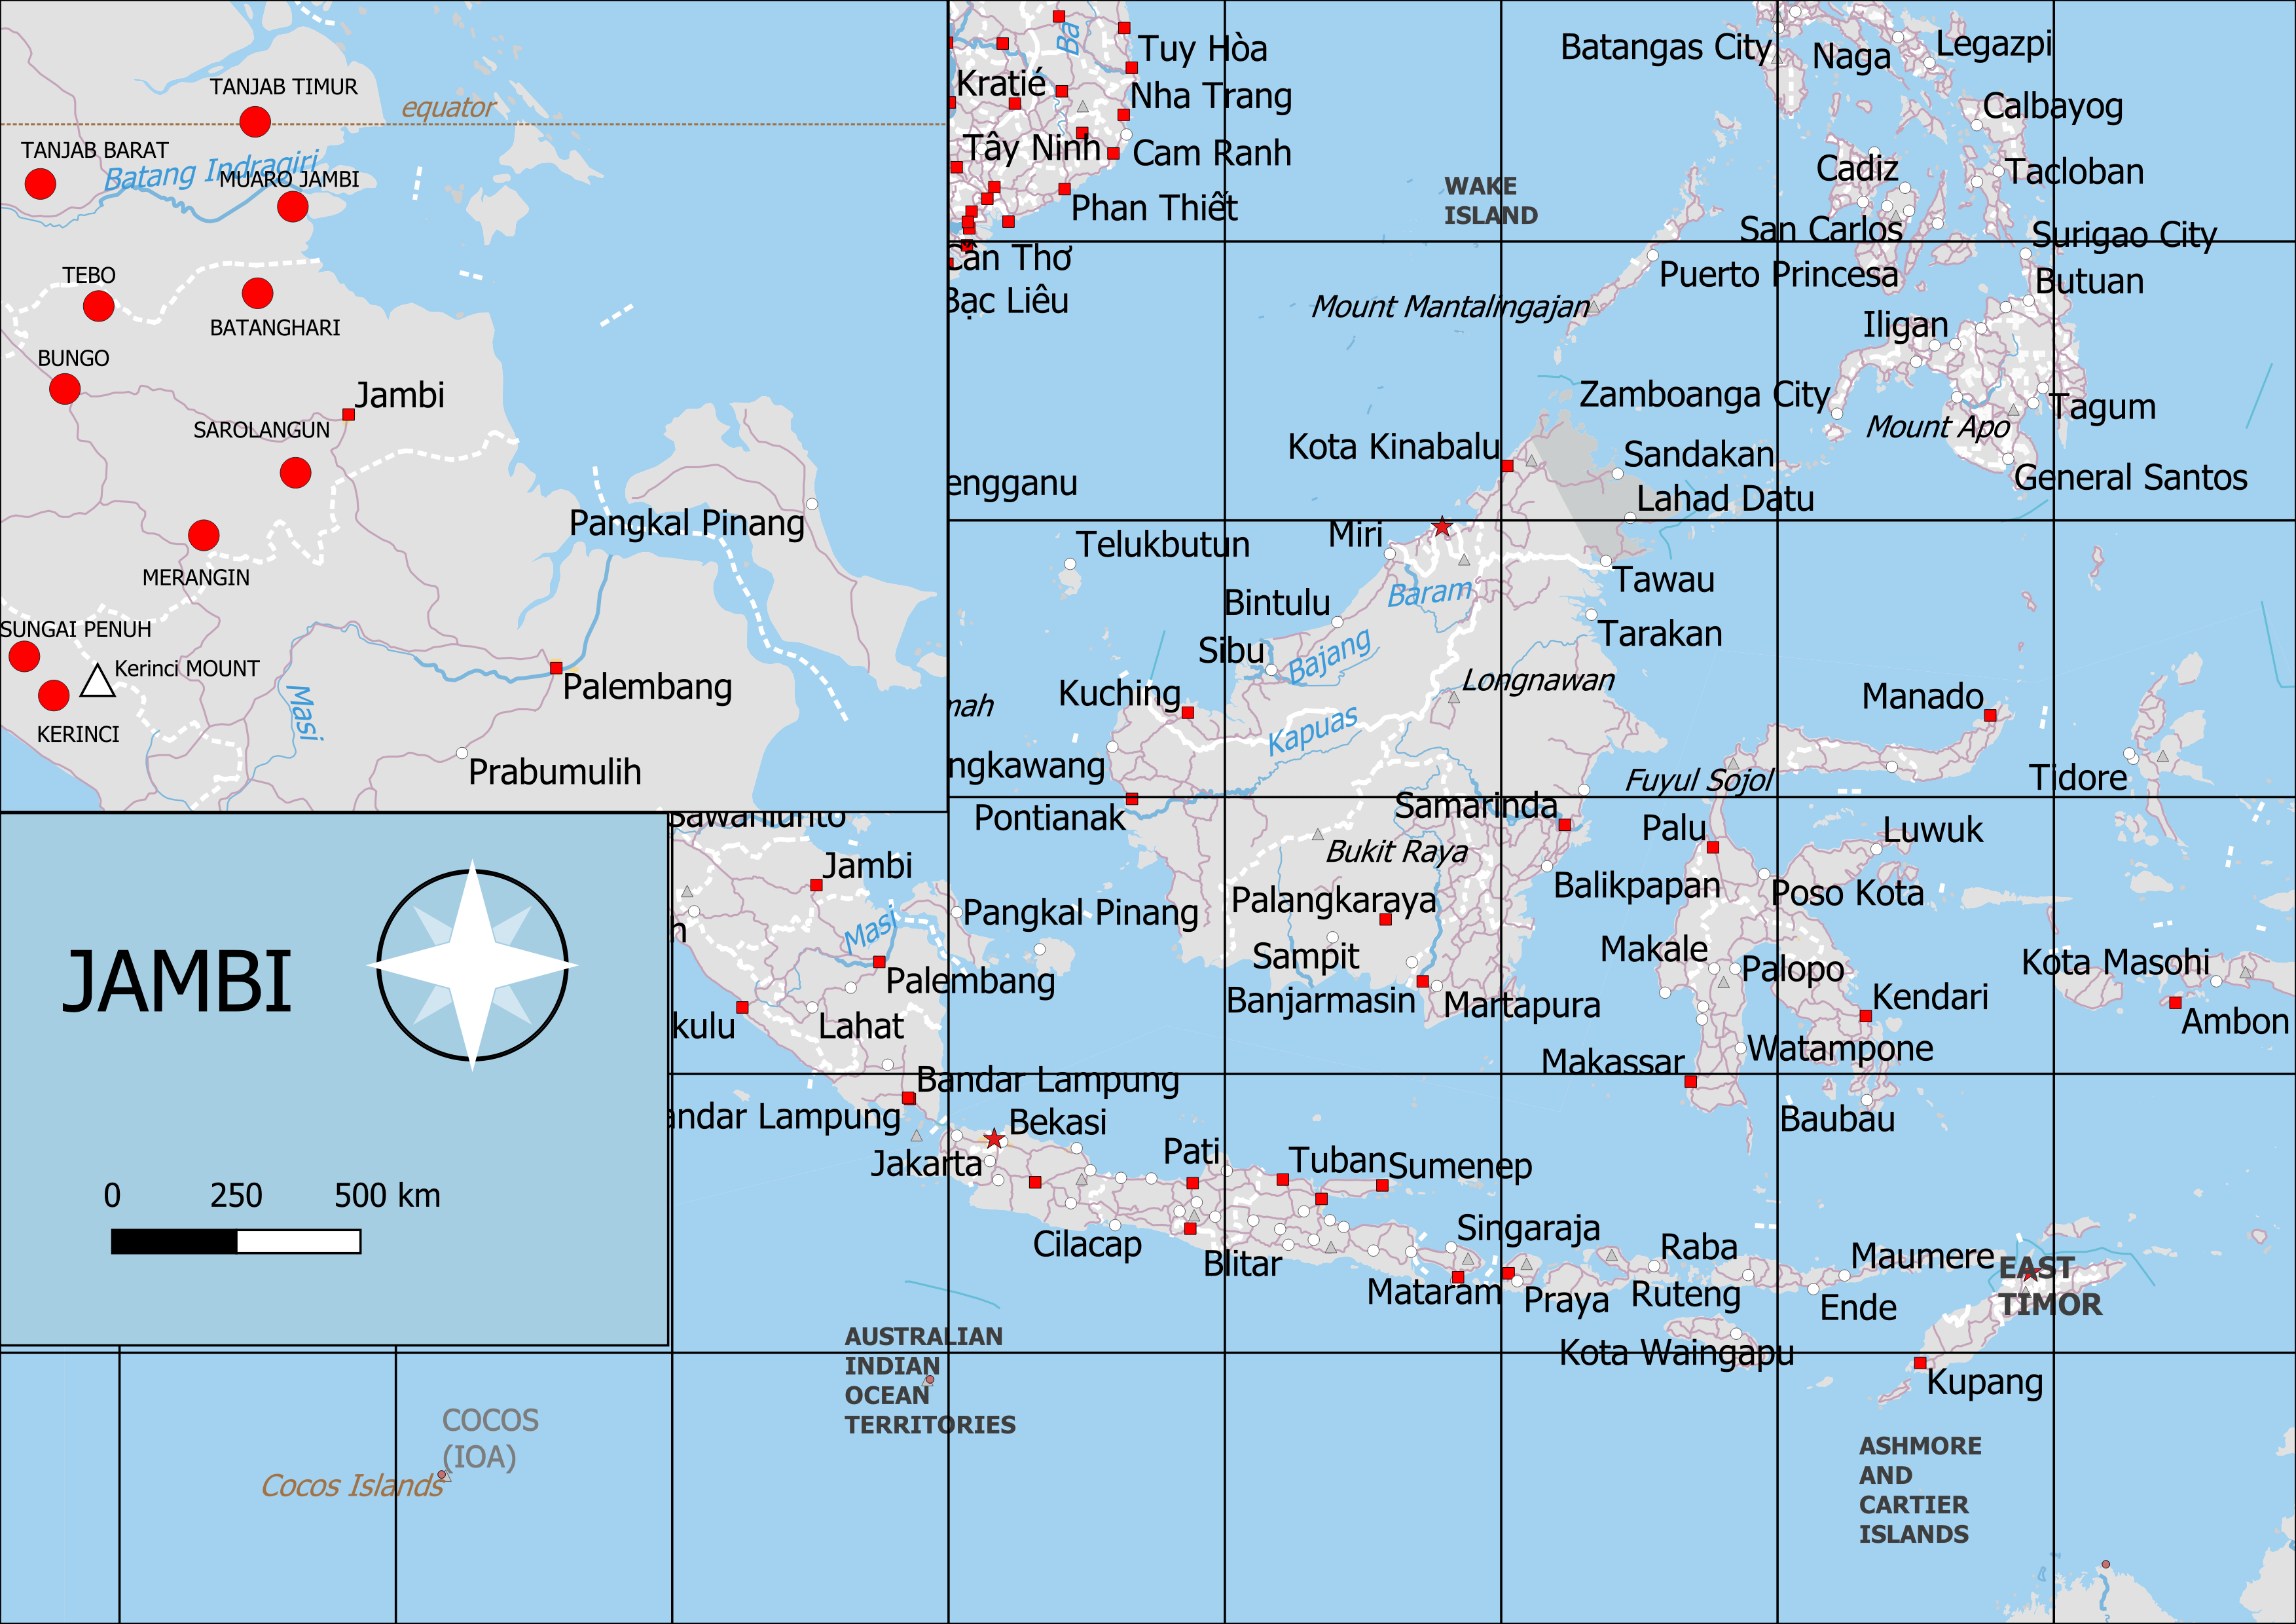 TANJAB TIMUR
equator
TANJAB BARAT
Batang Indragiri
MUARO JAMBI
TEBO
BATANGHARI
BUNGO
Jambi
SAROLANGUN
Pangkal Pinang
MERANGIN
SUNGAI PENUH
Kerinci MOUNT
Palembang
Masi
KERINCI
Prabumulih
JAMBI
0 250 500 km
Ba
Tuy Hòa
Kratié
Nha Trang
Tây Ninh
Cam Ranh
Phan Thiết
Cần Thơ
Bạc Liêu
WAKE
ISLAND
Batangas City
Naga
Legazpi
Calbayog
Cadiz
Tacloban
San Carlos
Surigao City
Puerto Princesa
Butuan
Mount Mantalingajan
Iligan
Zamboanga City
Tagum
Mount Apo
Kota Kinabalu
Sandakan
General Santos
engganu
Lahad Datu
Telukbutun
Miri
Tawau
Baram
Bintulu
Tarakan
Sibu
Bajang
Longnawan
mah
Kuching
Manado
Kapuas
ngkawang
Fuyul Sojol
Tidore
Pontianak
Samarinda
Palu
Luwuk
Sawahlunto
Bukit Raya
Jambi
Balikpapan
Poso Kota
Palangkaraya
Pangkal Pinang
Masi
h
Sampit
Makale
Palopo
Kota Masohi
Palembang
Banjarmasin
Martapura
Kendari
kulu
Lahat
Ambon
Makassar
Watampone
Bandar Lampung
andar Lampung
Bekasi
Baubau
Jakarta
Pati
Tuban
Sumenep
Cilacap
Singaraja
Blitar
Raba
Maumere
EAST
TIMOR
Mataram
Praya
Ruteng
Ende
Kota Waingapu
Kupang
AUSTRALIAN
INDIAN
OCEAN
TERRITORIES
COCOS
(IOA)
Cocos Islands
ASHMORE
AND
CARTIER
ISLANDS